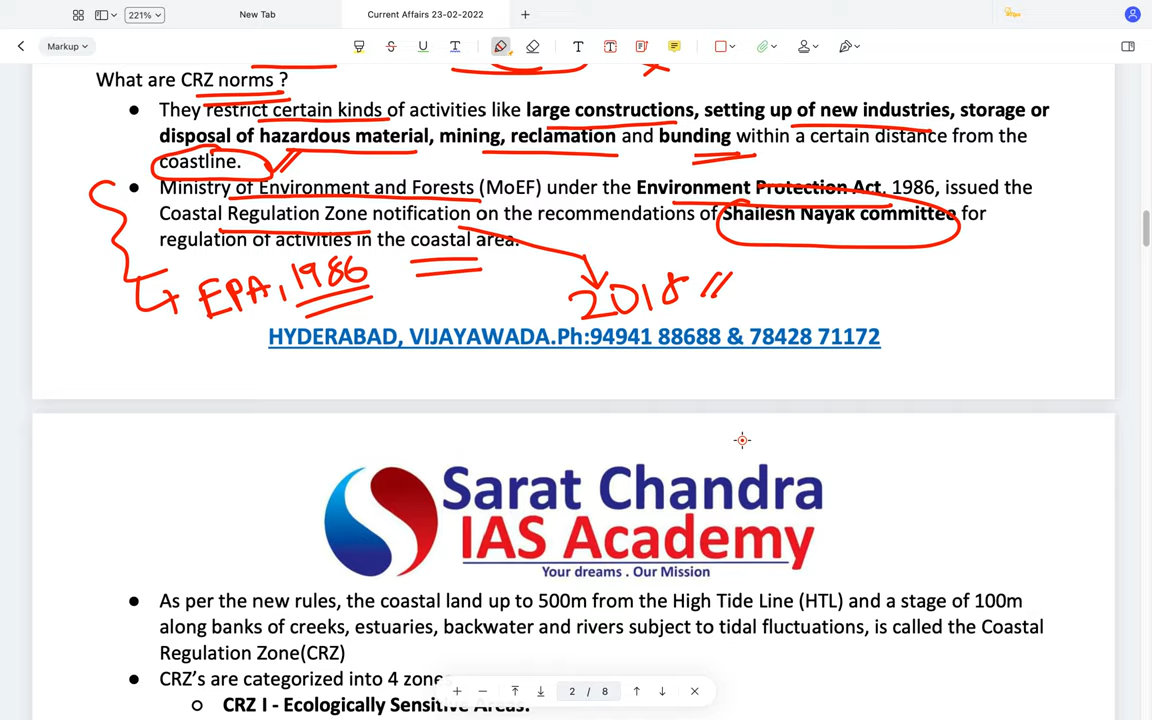 221%
New Tab
Current Affairs 23-02-2022
Markup
What are CRZ norms ?
They restrict certain kinds of activities like large constructions, setting up of new industries, storage or
disposal of hazardous material, mining, reclamation and bunding within a certain distance from the
coastline.
Ministry of Environment and Forests (MoEF) under the Environment Protection Act, 1986, issued the
Coastal Regulation Zone notification on the recommendations of Shailesh Nayak committee for
regulation of activities in the coastal area.
EPA, 1986
2018
HYDERABAD, VIJAYAWADA.Ph:94941 88688 & 78428 71172
Sarat Chandra
IAS Academy
Your dreams . Our Mission
As per the new rules, the coastal land up to 500m from the High Tide Line (HTL) and a stage of 100m
along banks of creeks, estuaries, backwater and rivers subject to tidal fluctuations, is called the Coastal
Regulation Zone(CRZ)
CRZ's are categorized into 4 zones
2 / 8
CRZ I - Ecologically Sensitive Areas: